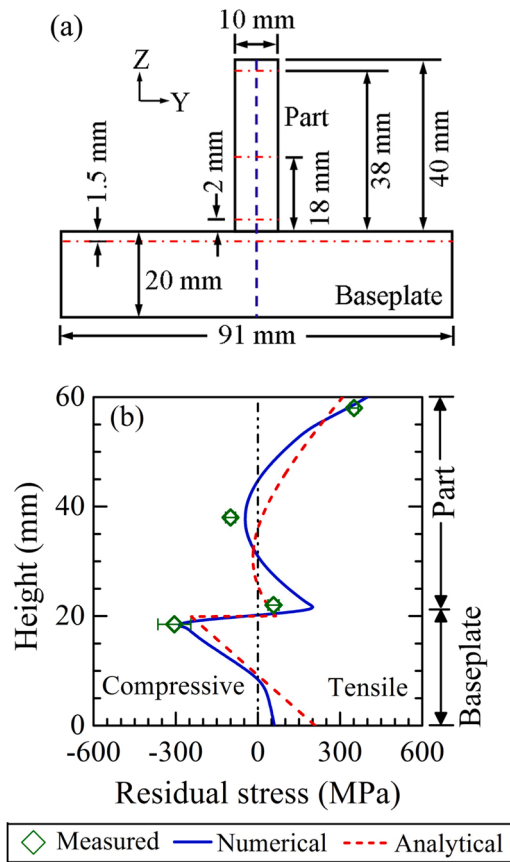 (a)
10 mm
Z
Y
Part
1.5 mm
2 mm
18 mm
38 mm
40 mm
20 mm
Baseplate
91 mm
(b)
60
40
20
0
Height (mm)
Compressive
Tensile
Part
Baseplate
-600 -300 0 300 600
Residual stress (MPa)
Measured Numerical Analytical